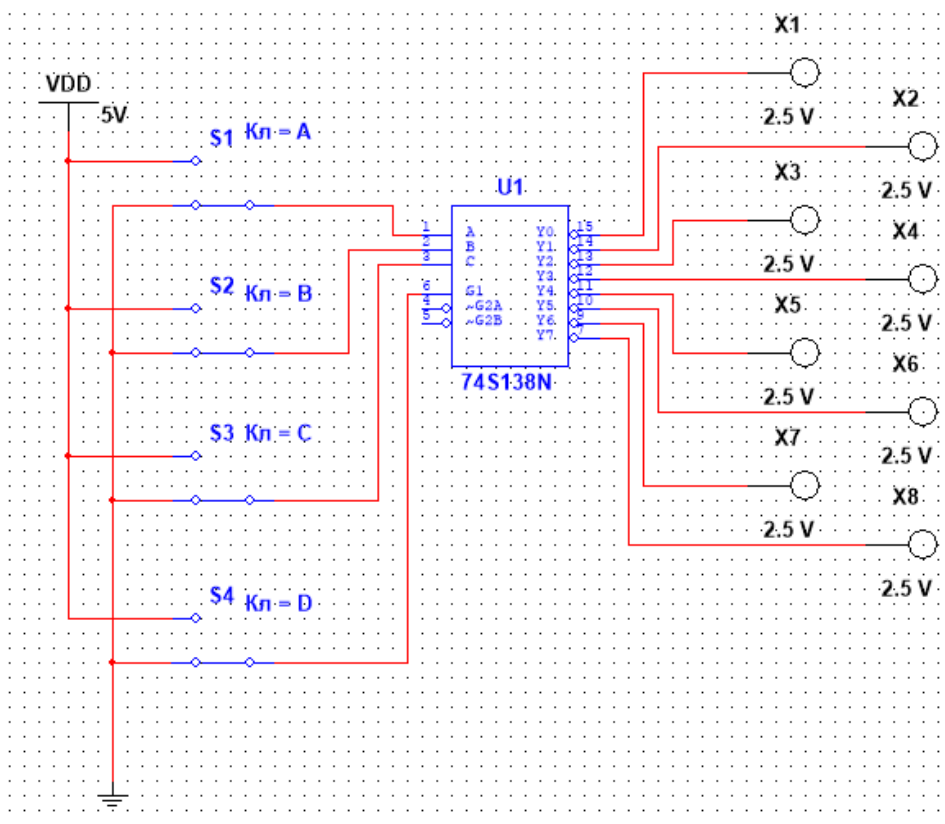 X1
VDD
5V
X2
2.5 V
S1 Кл = A
X3
2.5 V
U1
X4
2.5 V
1 A Y0 15
2 B Y1 14
3 C Y2 13
Y3 12
6 G1 Y4 11
4 ~G2A Y5 10
5 ~G2B Y6 9
Y7 7
74S138N
S2 Кл = B
X5
2.5 V
X6
2.5 V
S3 Кл = C
X7
2.5 V
X8
2.5 V
S4 Кл = D
2.5 V